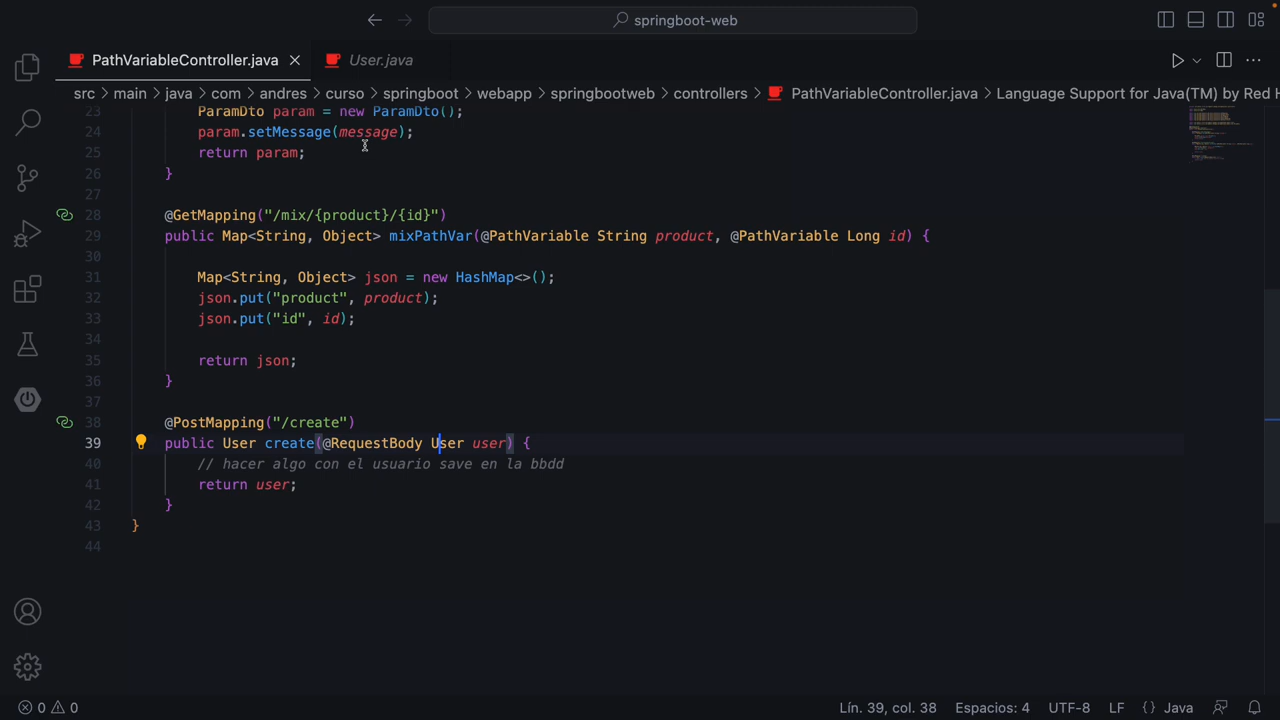 springboot-web
PathVariableController.java
User.java
src > main > java > com > andres > curso > springboot > webapp > springbootweb > controllers > PathVariableController.java > Language Support for Java(TM) by Red H
23 ParamDto param = new ParamDto();
24 param.setMessage(message);
25 return param;
26 }
27
28 @GetMapping("/mix/{product}/{id}")
29 public Map<String, Object> mixPathVar(@PathVariable String product, @PathVariable Long id) {
30
31 Map<String, Object> json = new HashMap<>();
32 json.put("product", product);
33 json.put("id", id);
34
35 return json;
36 }
37
38 @PostMapping("/create")
39 public User create(@RequestBody User user) {
40 // hacer algo con el usuario save en la bbdd
41 return user;
42 }
43 }
44
0 0 Lín. 39, col. 38 Espacios: 4 UTF-8 LF {} Java